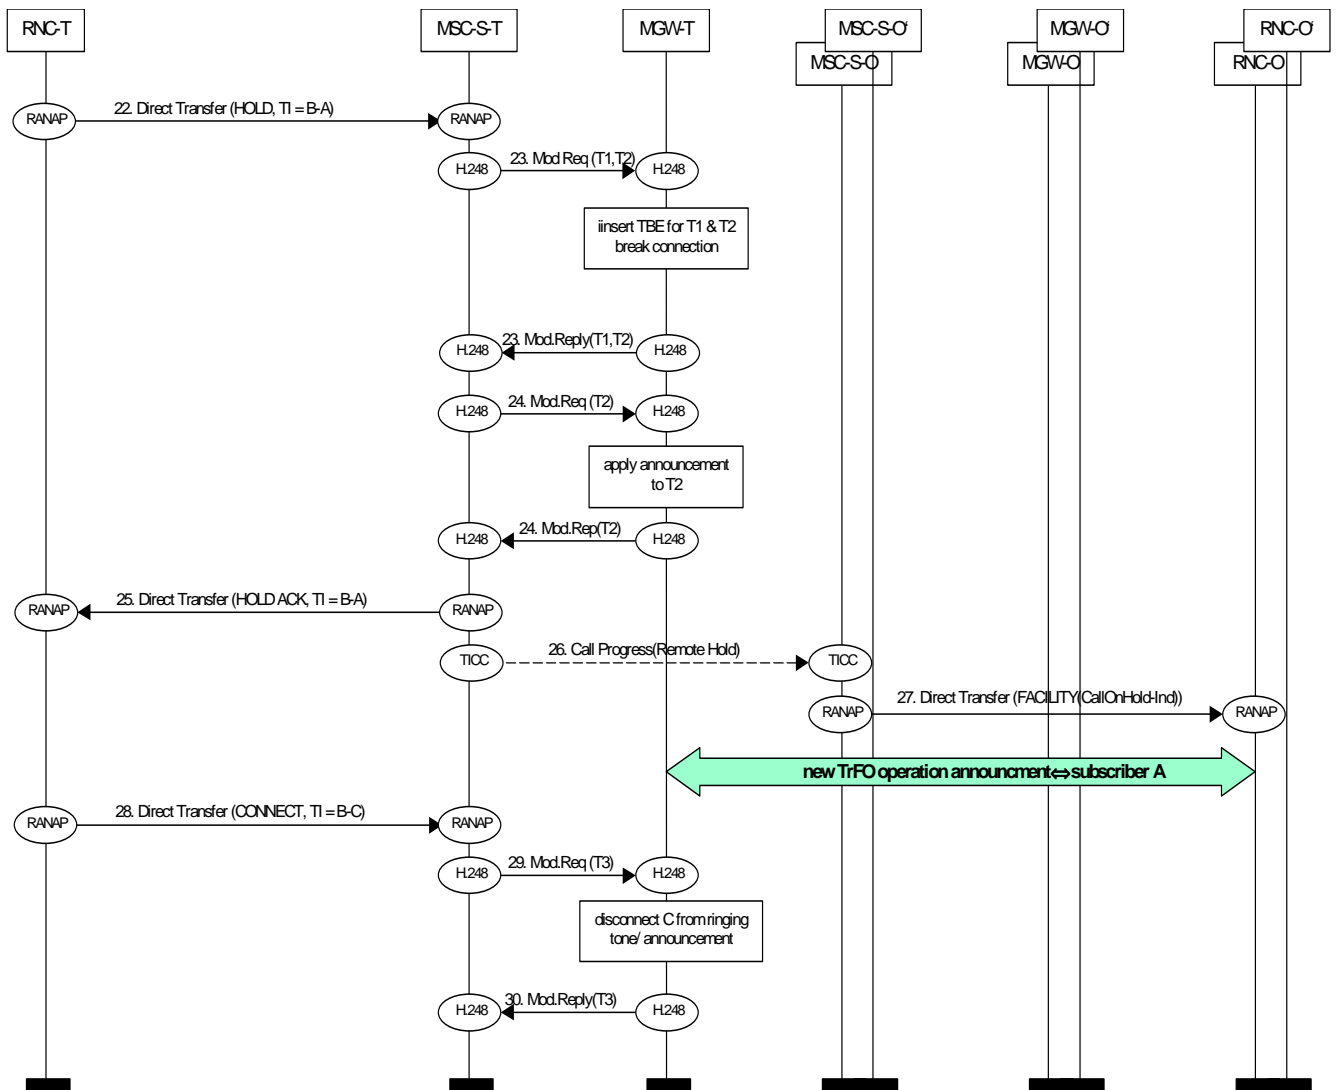 RNC-T
MSC-S-T
MGW-T
MSC-S-O'
MGW-O'
RNC-O'
MSC-S-O
MGW-O
RNC-O
RANAP
22. Direct Transfer (HOLD, TI = B-A)
RANAP
H.248
23. Mod Req (T1,T2)
H.248
iinsert TBE for T1 & T2
break connection
H.248
23. Mod.Reply(T1,T2)
H.248
H.248
24. Mod.Req (T2)
H.248
apply announcement
to T2
H.248
24. Mod.Rep(T2)
H.248
RANAP
25. Direct Transfer (HOLD ACK, TI = B-A)
RANAP
TICC
26. Call Progress(Remote Hold)
TICC
RANAP
27. Direct Transfer (FACILITY(CallOnHold-Ind))
RANAP
new TrFO operation announcment⇔subscriber A
RANAP
28. Direct Transfer (CONNECT, TI = B-C)
RANAP
H.248
29. Mod.Req (T3)
H.248
disconnect C from ringing
tone/ announcement
H.248
30. Mod.Reply(T3)
H.248